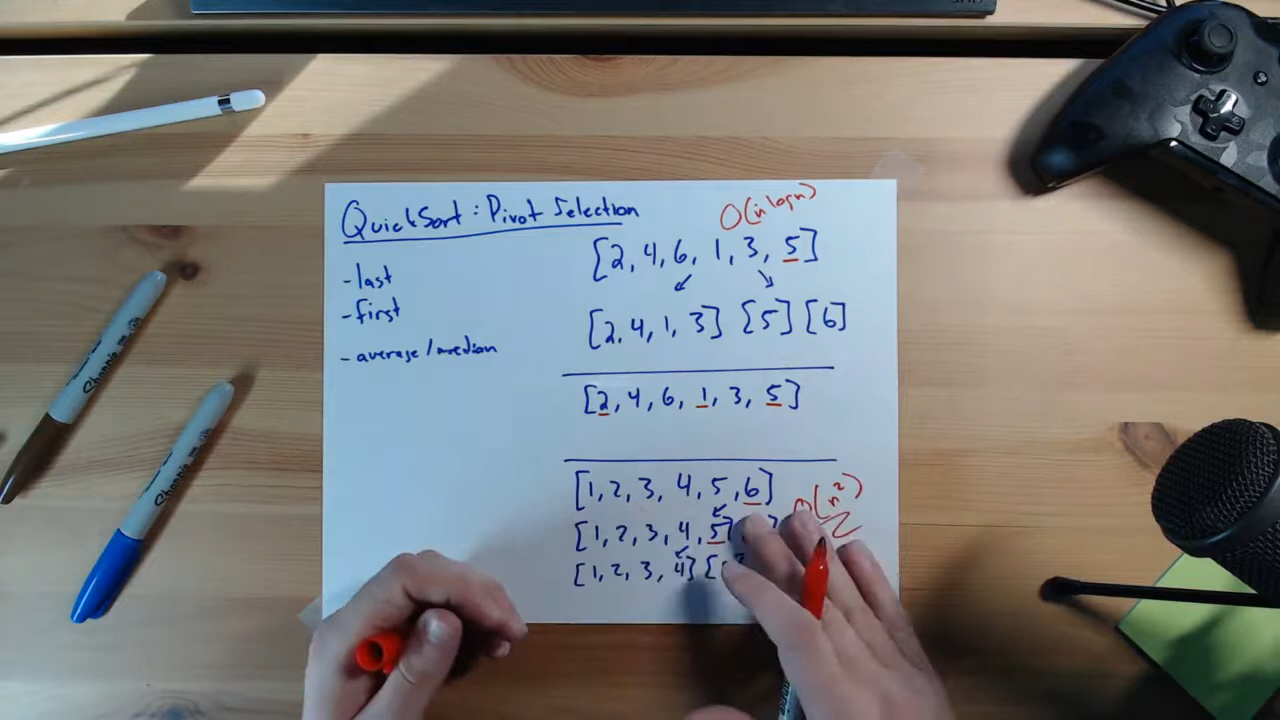 QuickSort: Pivot Selection
- last
- first
- average/median
O(n log n)
[2, 4, 6, 1, 3, 5]
[2, 4, 1, 3] [5] [6]
[2, 4, 6, 1, 3, 5]
[1, 2, 3, 4, 5, 6]
O(n²)
[1, 2, 3, 4, 5]
[1, 2, 3, 4] [
Sharpie
Sharpie